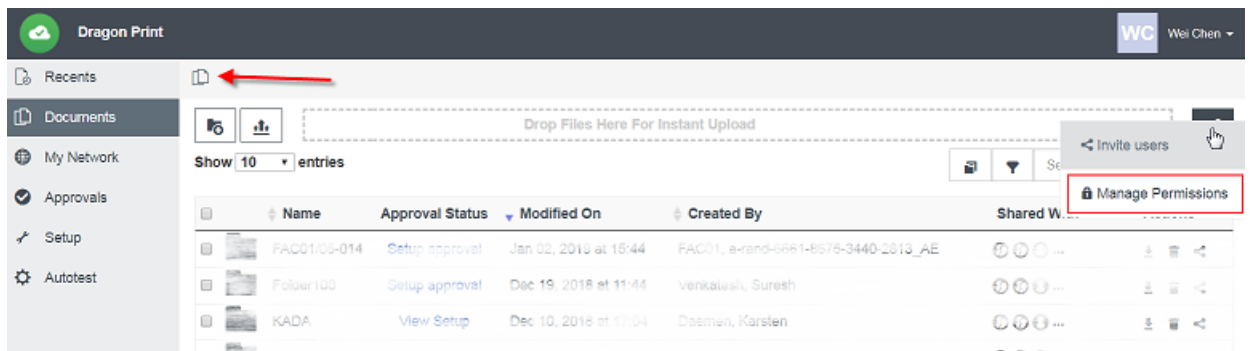 Dragon Print
WC Wei Chen
Recents
Documents
Drop Files Here For Instant Upload
My Network
Invite users
Show 10 entries
Approvals
Manage Permissions
Name Approval Status Modified On Created By Shared
Setup
FAC01/05-014 Setup approval Jan 02, 2019 at 15:44 FAC01,
Autotest
Folder100 Setup approval Dec 19, 2018 at 11:44 Venkatesh, Suresh
KADA View Setup Dec 10, 2018 at 17:04 Daemen, Karsten